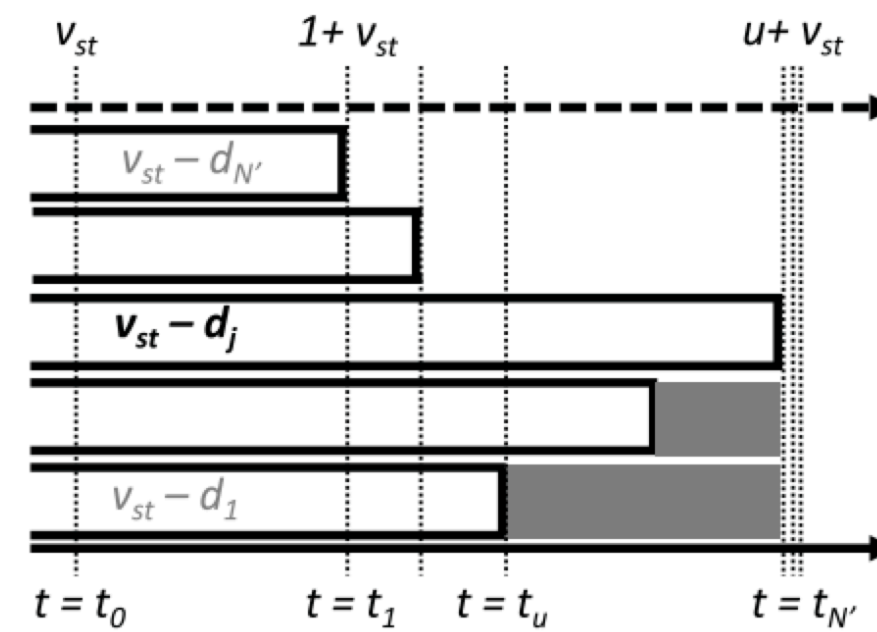 v_st 1+ v_st u+ v_st
v_st – d_N′
v_st – d_j
v_st – d_1
t = t_0 t = t_1 t = t_u t = t_N′